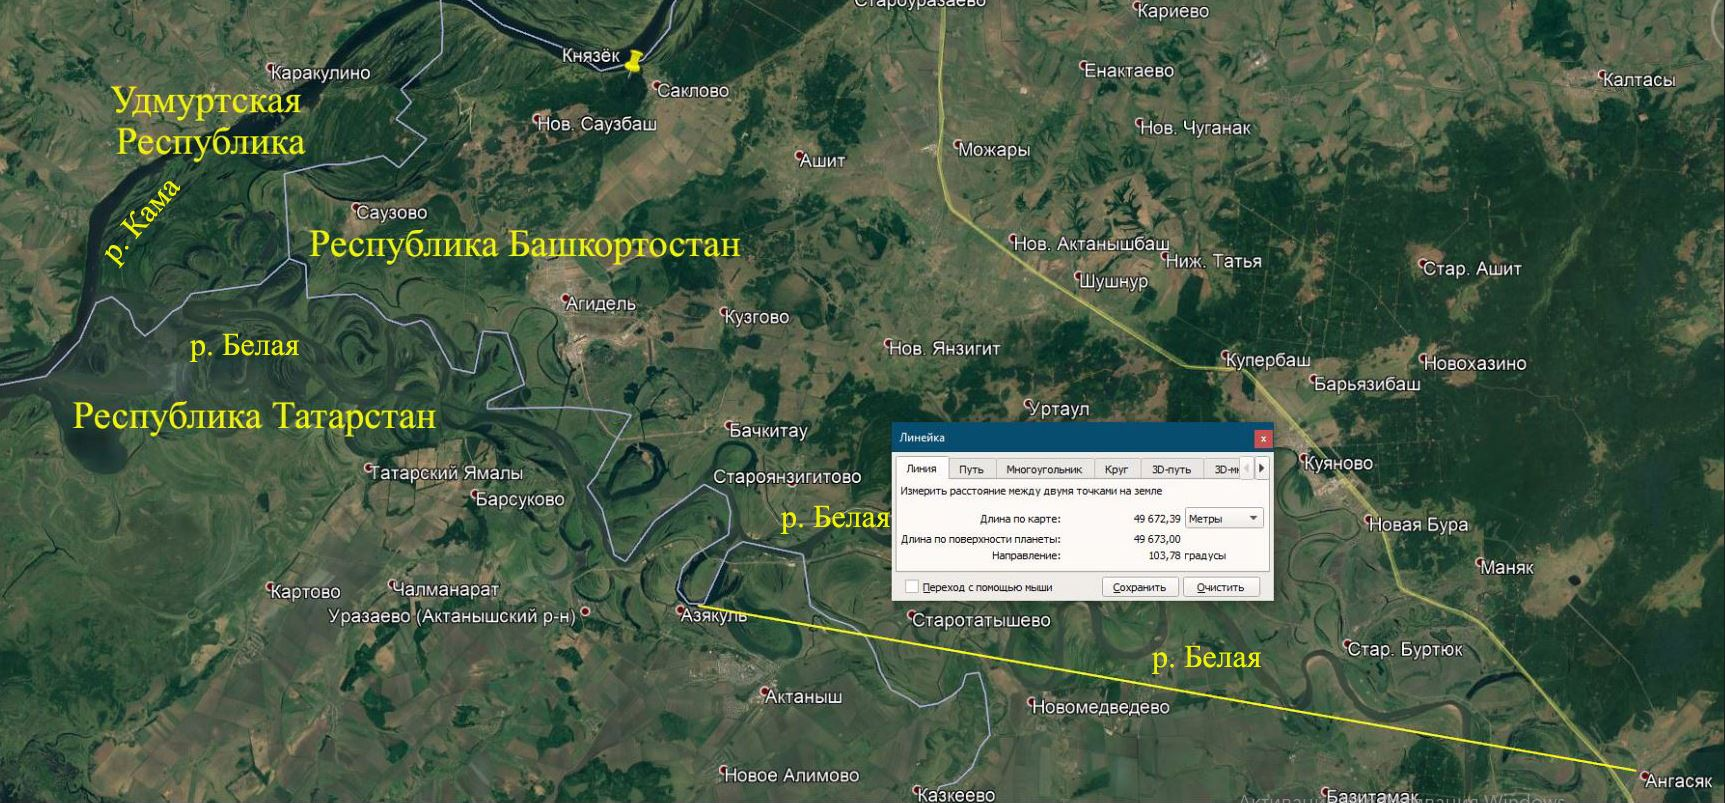 Староуразаево
Кариево
Князёк
Каракулино
Саклово
Енактаево
Калтасы
Удмуртская
Республика
Нов. Саузбаш
Нов. Чуганак
Можары
Ашит
р. Кама
Саузово
Республика Башкортостан
Нов. Актанышбаш
Ниж. Татья
Стар. Ашит
Шушнур
Агидель
Кузгово
р. Белая
Нов. Янзигит
Купербаш
Новохазино
Барьязибаш
Республика Татарстан
Уртаул
Бачкитау
Линейка
Линия Путь Многоугольник Круг 3D-путь 3D-мн
Измерить расстояние между двумя точками на земле
Длина по карте: 49 672,39 Метры
Длина по поверхности планеты: 49 673,00
Направление: 103,78 градусы
Переход с помощью мыши Сохранить Очистить
Куяново
Татарский Ямалы
Староянзигитово
Барсуково
р. Белая
Новая Бура
Маняк
Картово
Чалманарат
Уразаево (Актанышский р-н)
Азякуль
Старотатышево
Стар. Буртюк
р. Белая
Актаныш
Новомедведево
Новое Алимово
Ангасяк
Казкеево
Базитамак